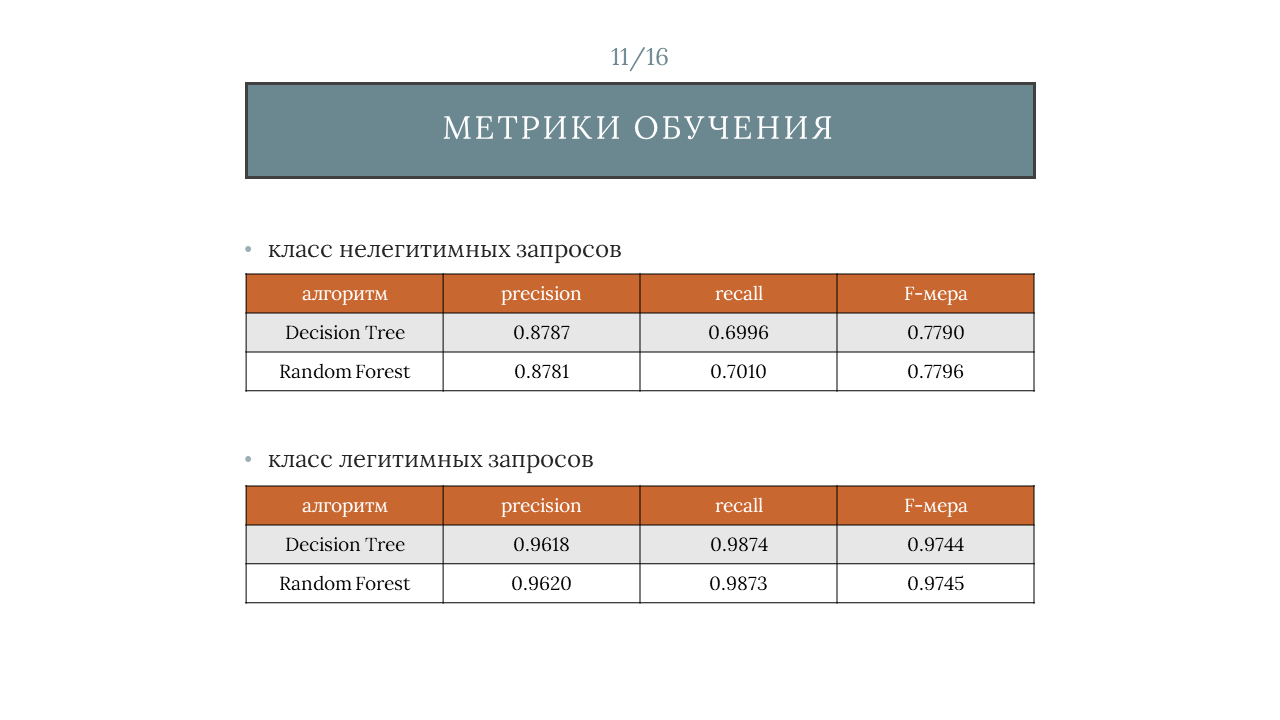 11/16
МЕТРИКИ ОБУЧЕНИЯ
• класс нелегитимных запросов
алгоритм precision recall F-мера
Decision Tree 0.8787 0.6996 0.7790
Random Forest 0.8781 0.7010 0.7796
• класс легитимных запросов
алгоритм precision recall F-мера
Decision Tree 0.9618 0.9874 0.9744
Random Forest 0.9620 0.9873 0.9745